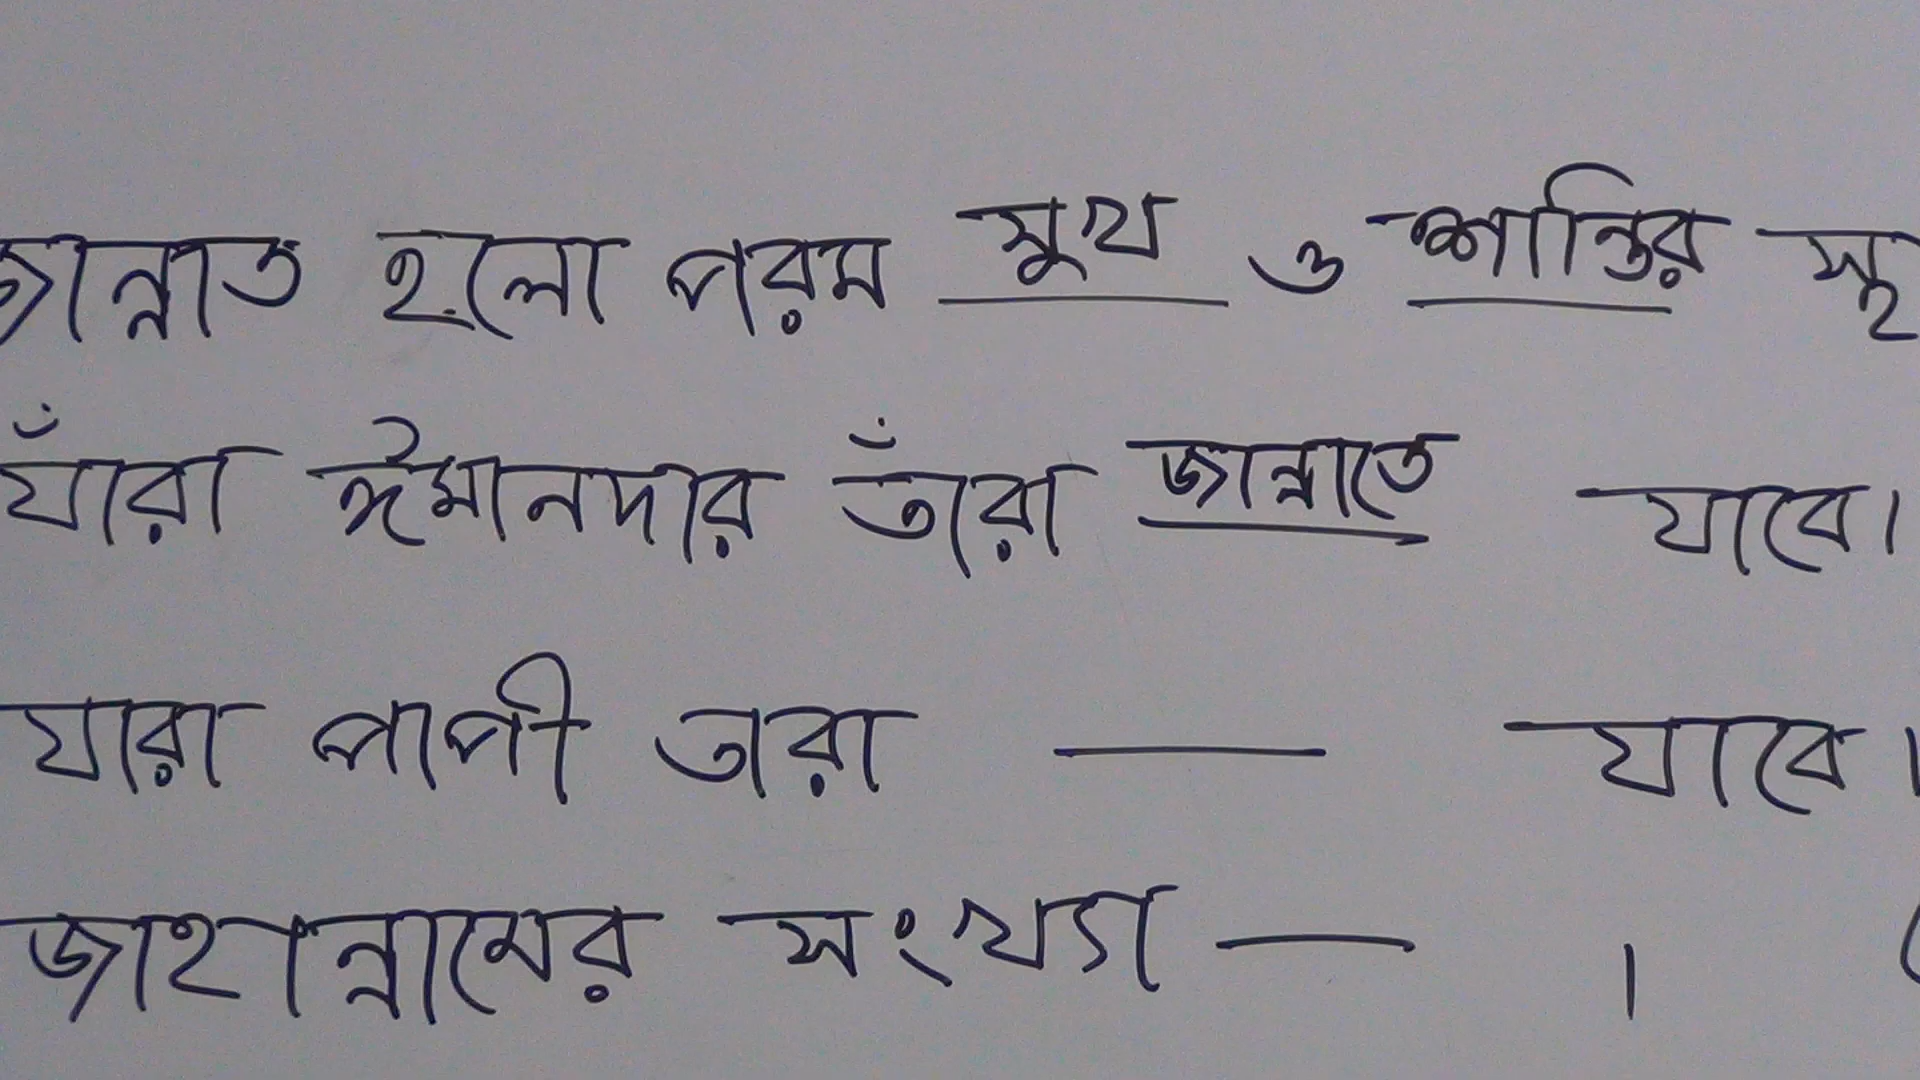 জান্নাত হলো পরম সুখ ও শান্তির স্থ
যাঁরা ঈমানদার তাঁরা জান্নাতে যাবে।
যারা পাপী তারা — যাবে।
জাহান্নামের সংখ্যা — । (